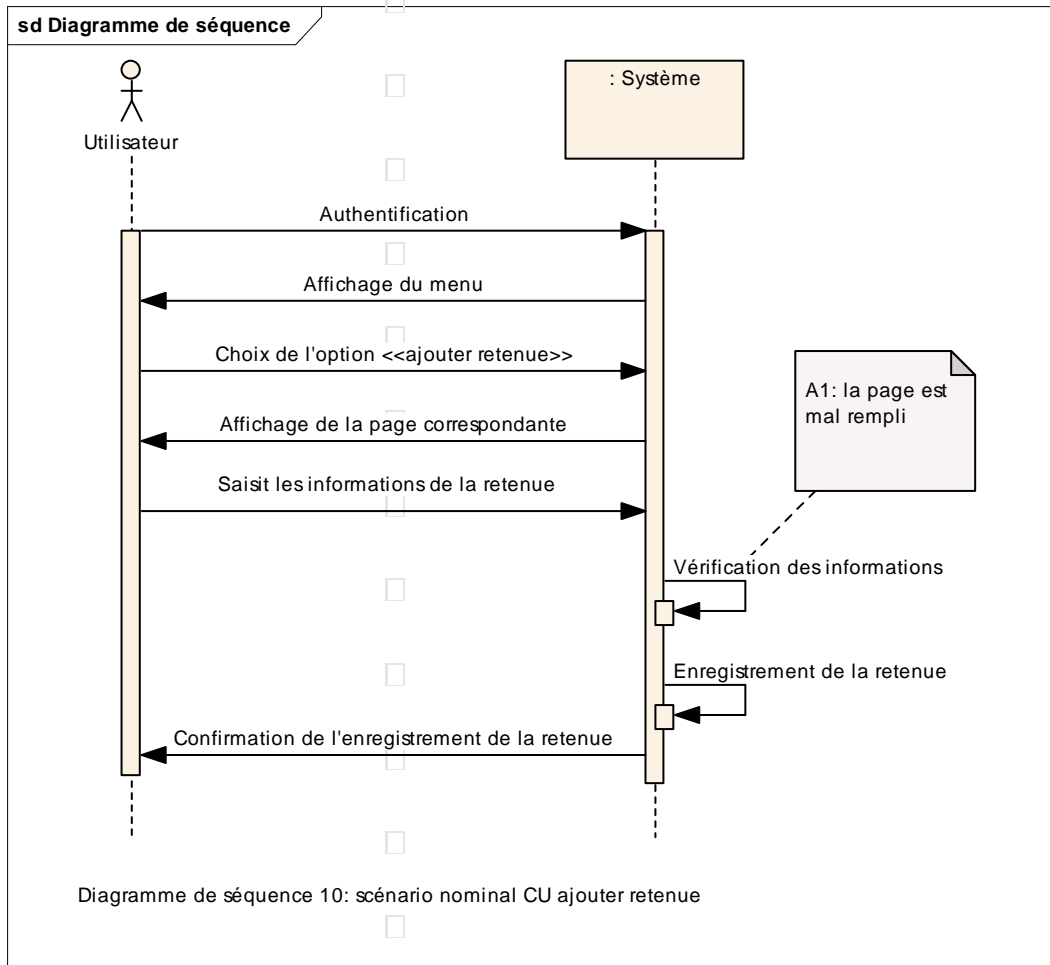 sd Diagramme de séquence
Utilisateur
: Système
Authentification
Affichage du menu
Choix de l'option <<ajouter retenue>>
Affichage de la page correspondante
Saisit les informations de la retenue
A1: la page est
mal rempli
Vérification des informations
Enregistrement de la retenue
Confirmation de l'enregistrement de la retenue
Diagramme de séquence 10: scénario nominal CU ajouter retenue